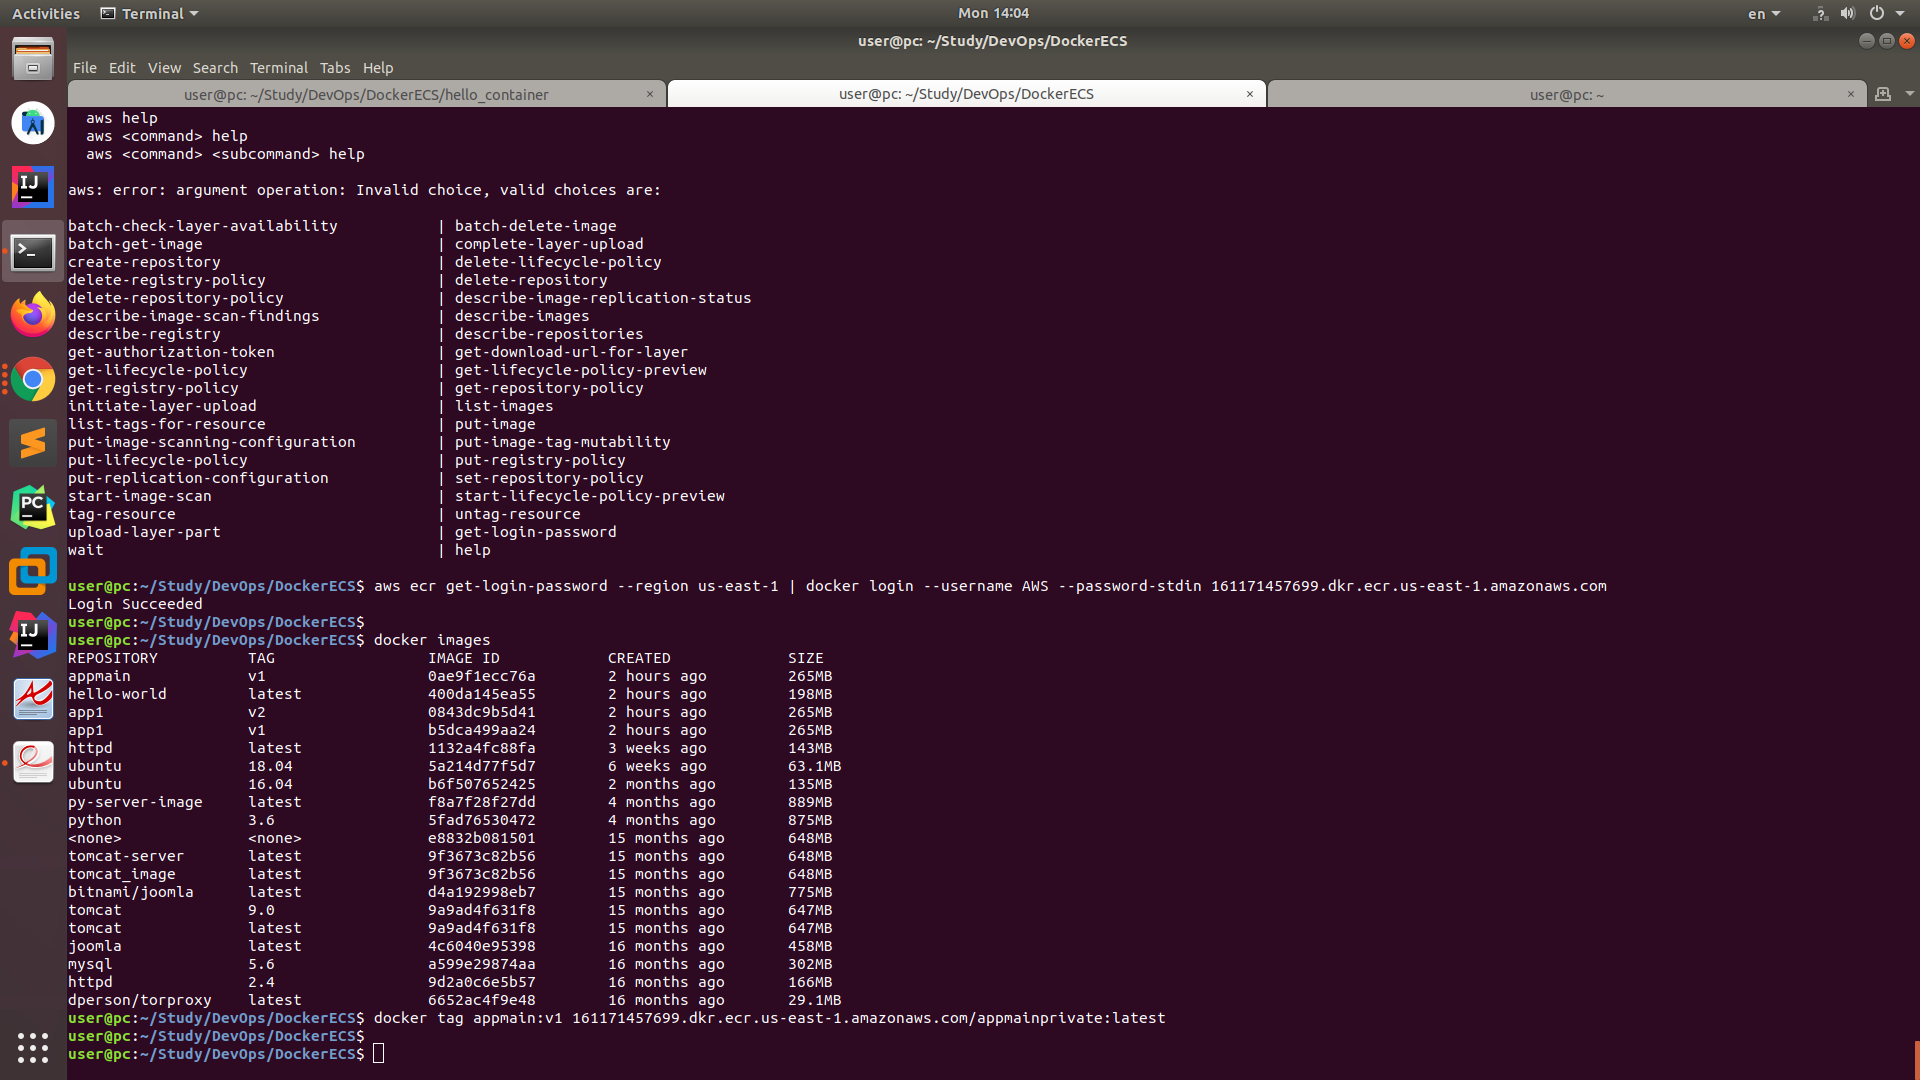 Activities Terminal Mon 14:04 en ?
user@pc: ~/Study/DevOps/DockerECS
File Edit View Search Terminal Tabs Help
user@pc: ~/Study/DevOps/DockerECS/hello_container × user@pc: ~/Study/DevOps/DockerECS × user@pc: ~ ×
aws help
aws <command> help
aws <command> <subcommand> help
aws: error: argument operation: Invalid choice, valid choices are:
batch-check-layer-availability | batch-delete-image
batch-get-image | complete-layer-upload
create-repository | delete-lifecycle-policy
delete-registry-policy | delete-repository
delete-repository-policy | describe-image-replication-status
describe-image-scan-findings | describe-images
describe-registry | describe-repositories
get-authorization-token | get-download-url-for-layer
get-lifecycle-policy | get-lifecycle-policy-preview
get-registry-policy | get-repository-policy
initiate-layer-upload | list-images
list-tags-for-resource | put-image
put-image-scanning-configuration | put-image-tag-mutability
put-lifecycle-policy | put-registry-policy
put-replication-configuration | set-repository-policy
start-image-scan | start-lifecycle-policy-preview
tag-resource | untag-resource
upload-layer-part | get-login-password
wait | help
user@pc:~/Study/DevOps/DockerECS$ aws ecr get-login-password --region us-east-1 | docker login --username AWS --password-stdin 161171457699.dkr.ecr.us-east-1.amazonaws.com
Login Succeeded
user@pc:~/Study/DevOps/DockerECS$
user@pc:~/Study/DevOps/DockerECS$ docker images
REPOSITORY TAG IMAGE ID CREATED SIZE
appmain v1 0ae9f1ecc76a 2 hours ago 265MB
hello-world latest 400da145ea55 2 hours ago 198MB
app1 v2 0843dc9b5d41 2 hours ago 265MB
app1 v1 b5dca499aa24 2 hours ago 265MB
httpd latest 1132a4fc88fa 3 weeks ago 143MB
ubuntu 18.04 5a214d77f5d7 6 weeks ago 63.1MB
ubuntu 16.04 b6f507652425 2 months ago 135MB
py-server-image latest f8a7f28f27dd 4 months ago 889MB
python 3.6 5fad76530472 4 months ago 875MB
<none> <none> e8832b081501 15 months ago 648MB
tomcat-server latest 9f3673c82b56 15 months ago 648MB
tomcat_image latest 9f3673c82b56 15 months ago 648MB
bitnami/joomla latest d4a192998eb7 15 months ago 775MB
tomcat 9.0 9a9ad4f631f8 15 months ago 647MB
tomcat latest 9a9ad4f631f8 15 months ago 647MB
joomla latest 4c6040e95398 16 months ago 458MB
mysql 5.6 a599e29874aa 16 months ago 302MB
httpd 2.4 9d2a0c6e5b57 16 months ago 166MB
dperson/torproxy latest 6652ac4f9e48 16 months ago 29.1MB
user@pc:~/Study/DevOps/DockerECS$ docker tag appmain:v1 161171457699.dkr.ecr.us-east-1.amazonaws.com/appmainprivate:latest
user@pc:~/Study/DevOps/DockerECS$
user@pc:~/Study/DevOps/DockerECS$
AI
IJ
>_
PC
IJ